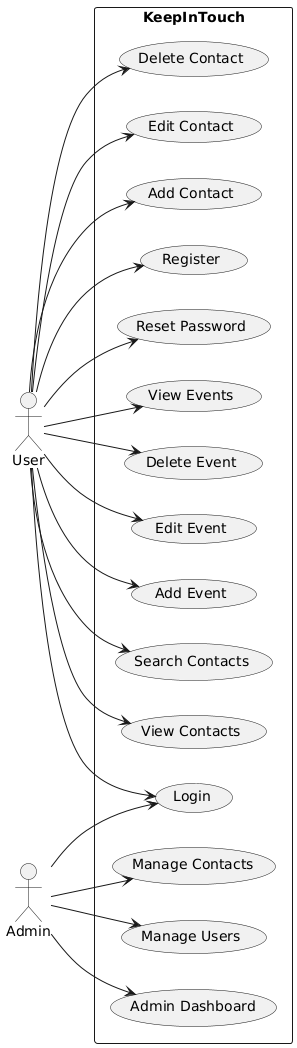 KeepInTouch
Delete Contact
Edit Contact
Add Contact
Register
Reset Password
View Events
User
Delete Event
Edit Event
Add Event
Search Contacts
View Contacts
Login
Manage Contacts
Admin
Manage Users
Admin Dashboard